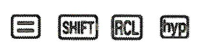 = SHIFT RCL hyp